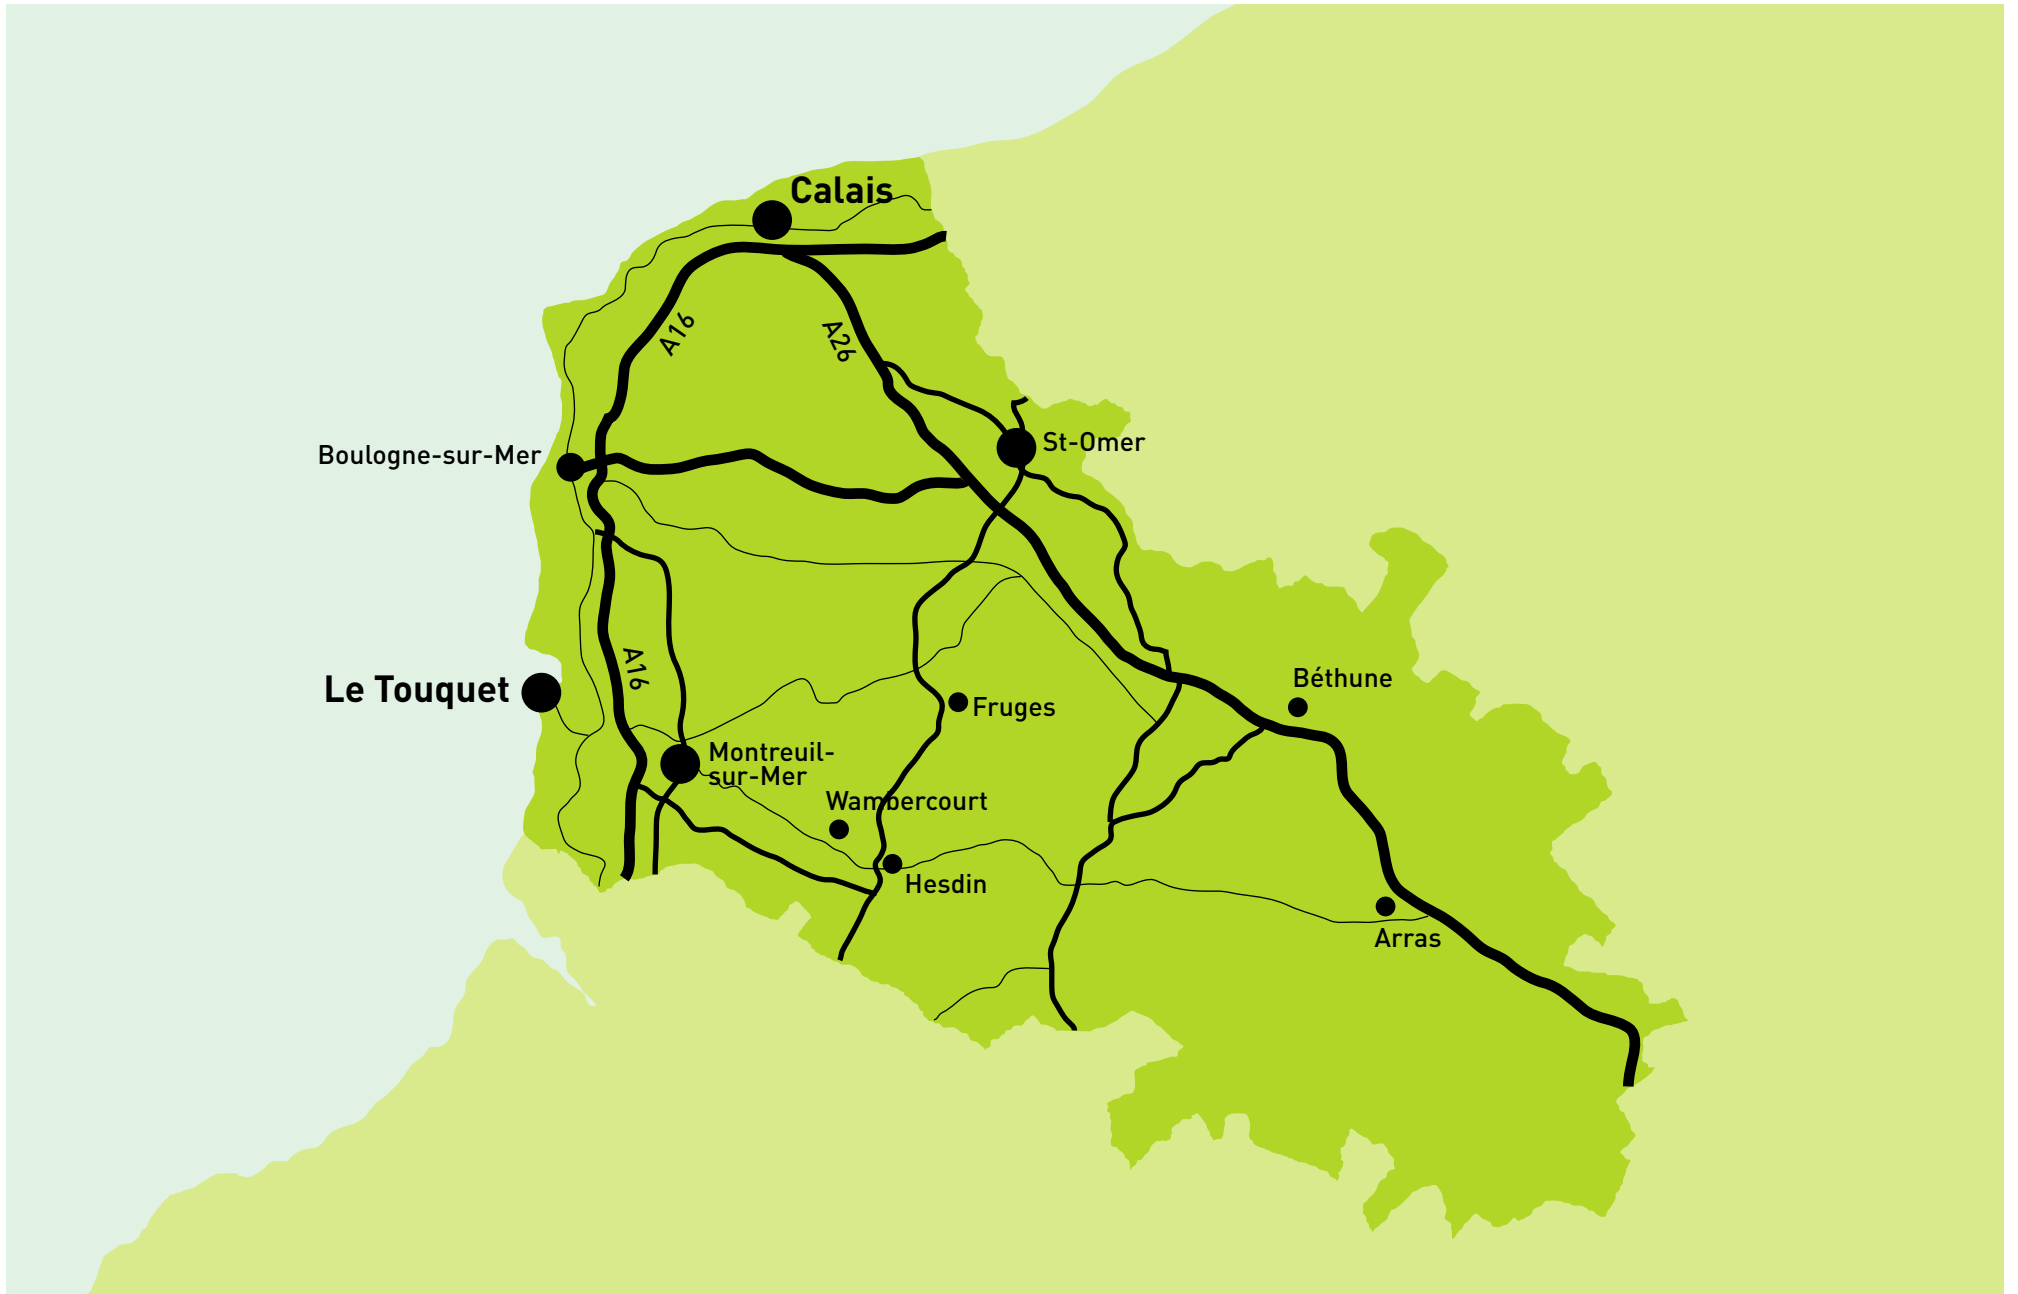 Calais
A16
A26
Boulogne-sur-Mer
St-Omer
A16
Le Touquet
Béthune
Fruges
Montreuil-
sur-Mer
Wambercourt
Hesdin
Arras